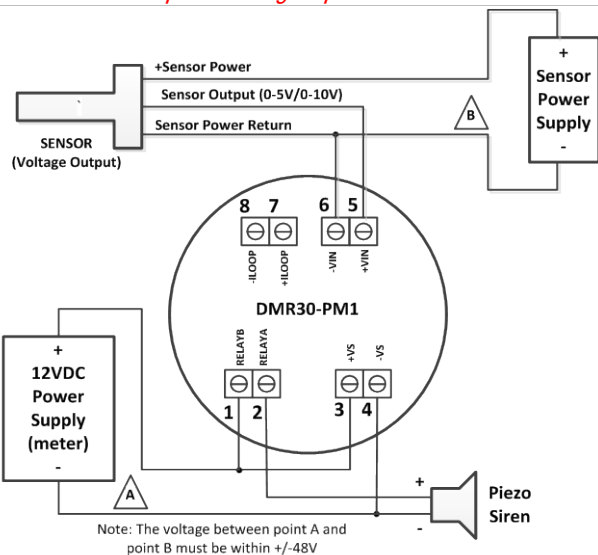 +Sensor Power
Sensor Output (0-5V/0-10V)
Sensor Power Return
SENSOR
(Voltage Output)
B
+
Sensor
Power
Supply
-
8 7 6 5
-ILOOP
+ILOOP
-VIN
+VIN
DMR30-PM1
RELAYB
RELAYA
+VS
-VS
1 2 3 4
+
12VDC
Power
Supply
(meter)
-
A
+
-
Piezo
Siren
Note: The voltage between point A and
point B must be within +/-48V